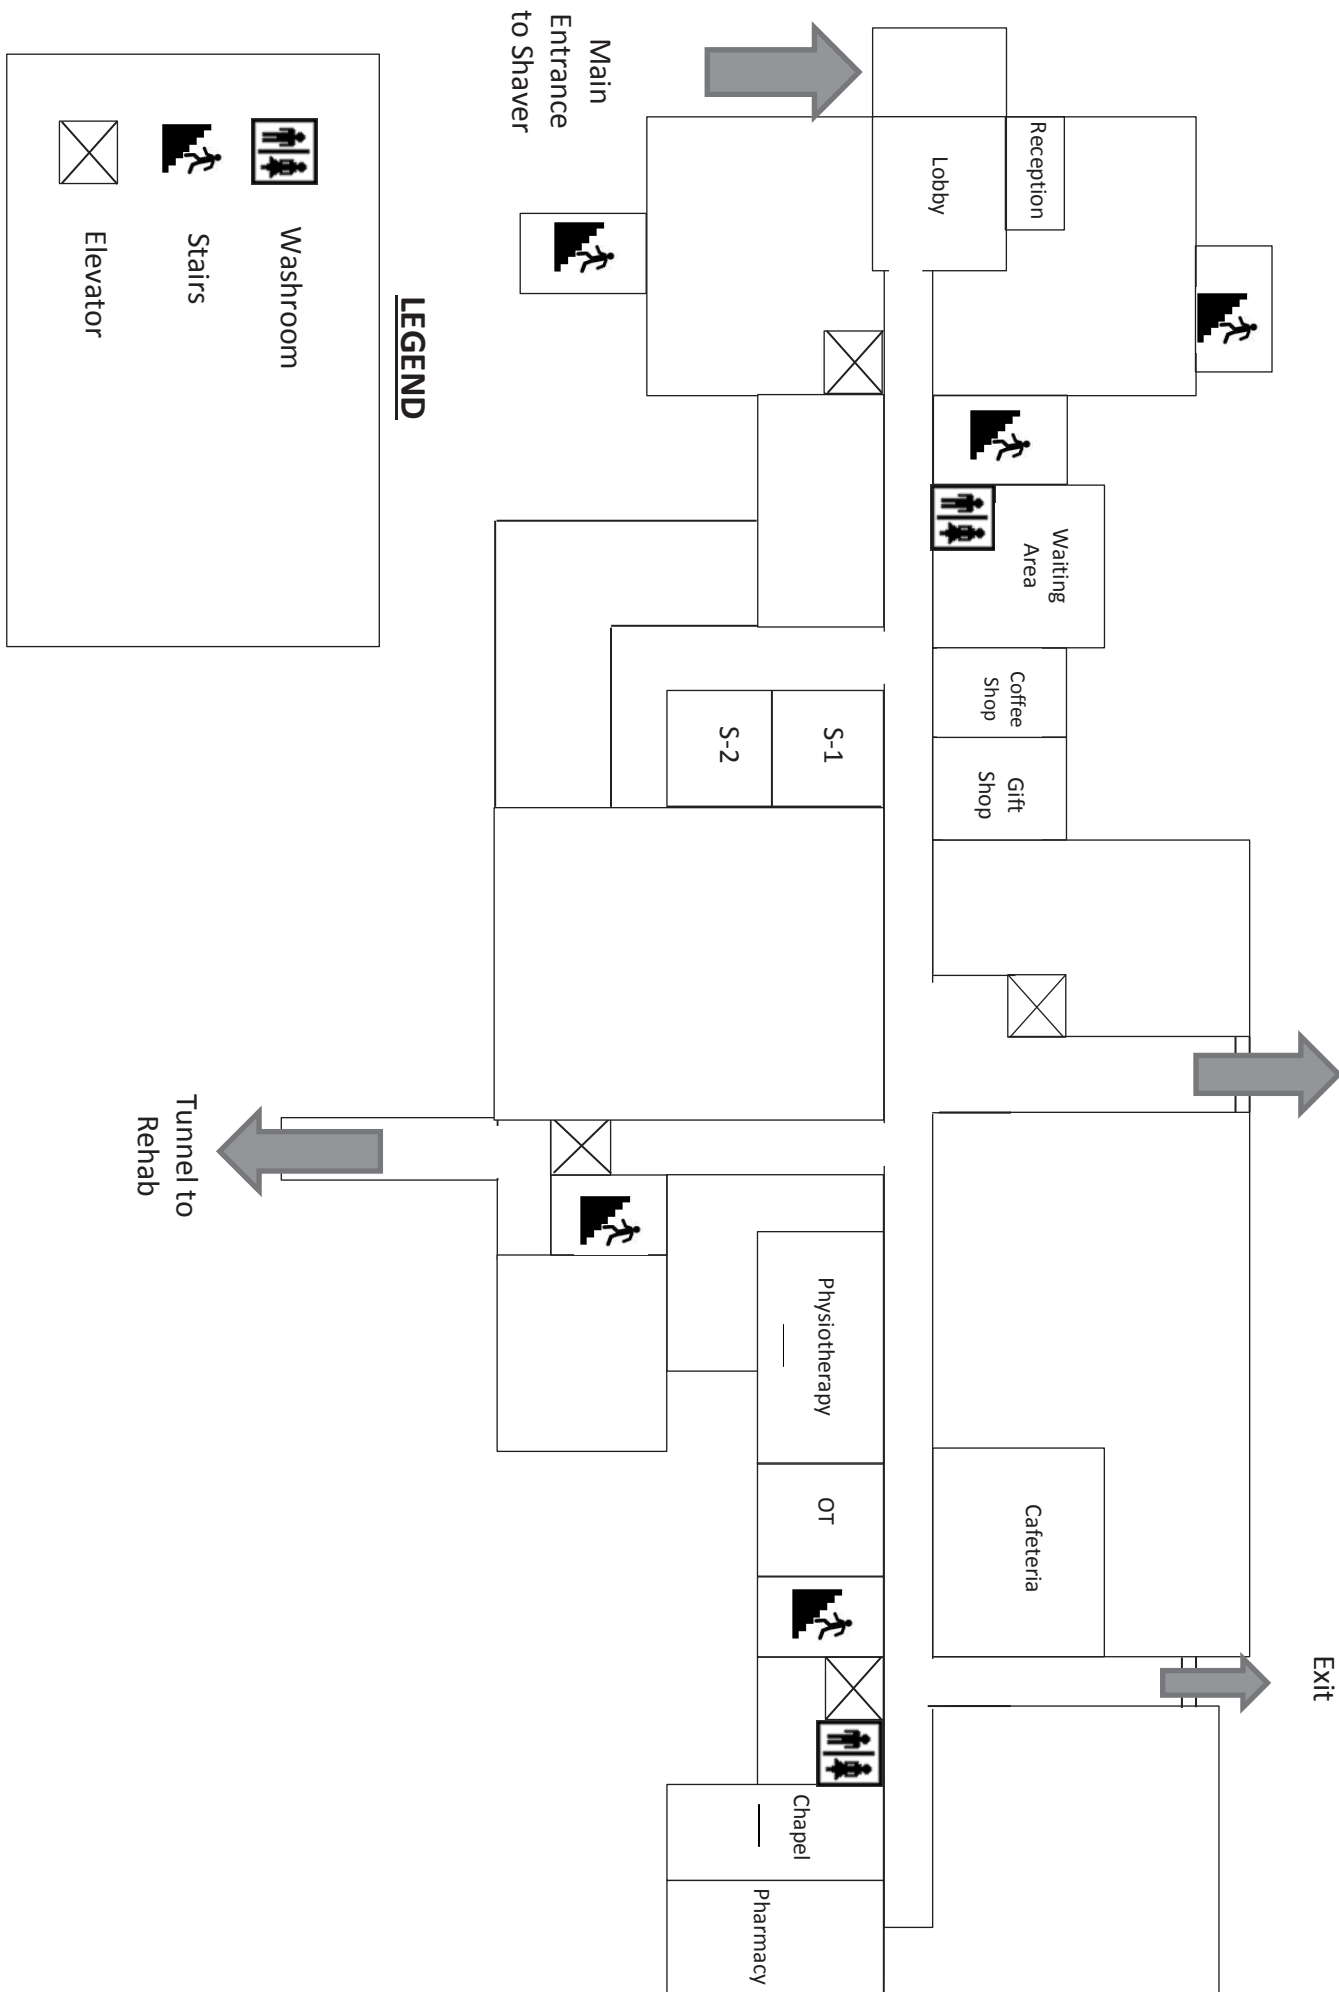 Exit
Reception
Waiting
Area
Coffee
Shop
Gift
Shop
Cafeteria
Lobby
S-1
S-2
Physiotherapy
OT
Chapel
Pharmacy
Main
Entrance
to Shaver
Tunnel to
Rehab
LEGEND
Washroom
Stairs
Elevator